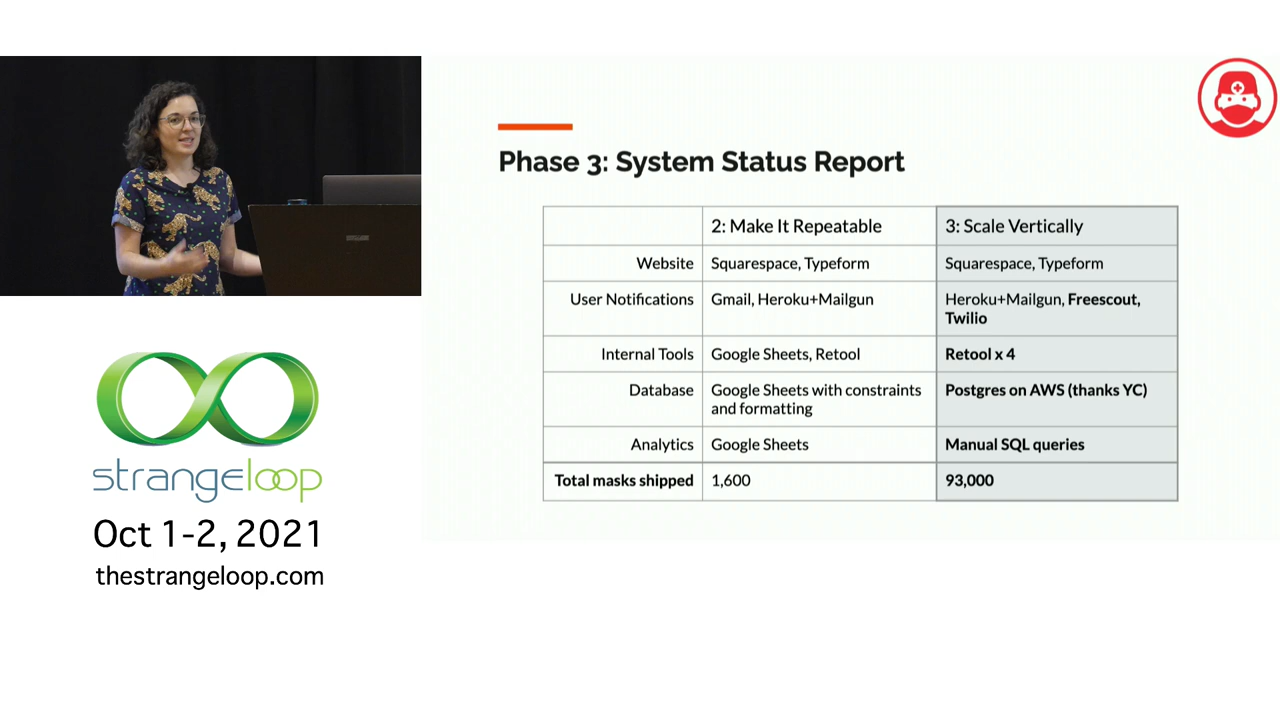 Phase 3: System Status Report
2: Make It Repeatable
3: Scale Vertically
Website
Squarespace, Typeform
Squarespace, Typeform
User Notifications
Gmail, Heroku+Mailgun
Heroku+Mailgun, Freescout,
Twilio
Internal Tools
Google Sheets, Retool
Retool x 4
Database
Google Sheets with constraints
and formatting
Postgres on AWS (thanks YC)
Analytics
Google Sheets
Manual SQL queries
Total masks shipped
1,600
93,000
strangeloop
Oct 1-2, 2021
thestrangeloop.com